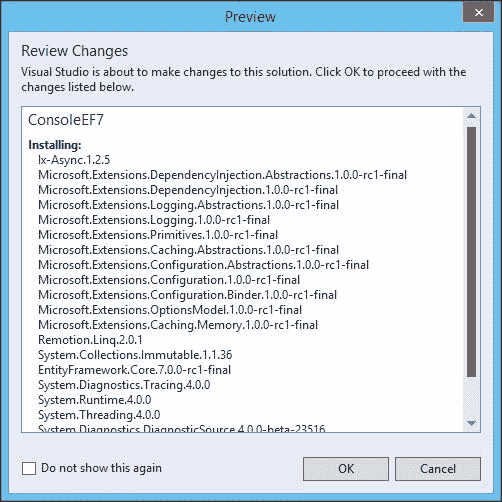 Preview
Review Changes
Visual Studio is about to make changes to this solution. Click OK to proceed with the
changes listed below.
ConsoleEF7
Installing:
Ix-Async.1.2.5
Microsoft.Extensions.DependencyInjection.Abstractions.1.0.0-rc1-final
Microsoft.Extensions.DependencyInjection.1.0.0-rc1-final
Microsoft.Extensions.Logging.Abstractions.1.0.0-rc1-final
Microsoft.Extensions.Logging.1.0.0-rc1-final
Microsoft.Extensions.Primitives.1.0.0-rc1-final
Microsoft.Extensions.Caching.Abstractions.1.0.0-rc1-final
Microsoft.Extensions.Configuration.Abstractions.1.0.0-rc1-final
Microsoft.Extensions.Configuration.1.0.0-rc1-final
Microsoft.Extensions.Configuration.Binder.1.0.0-rc1-final
Microsoft.Extensions.OptionsModel.1.0.0-rc1-final
Microsoft.Extensions.Caching.Memory.1.0.0-rc1-final
Remotion.Linq.2.0.1
System.Collections.Immutable.1.1.36
EntityFramework.Core.7.0.0-rc1-final
System.Diagnostics.Tracing.4.0.0
System.Runtime.4.0.0
System.Threading.4.0.0
System.Diagnostics.DiagnosticSource.4.0.0-beta-23516
Do not show this again
OK
Cancel